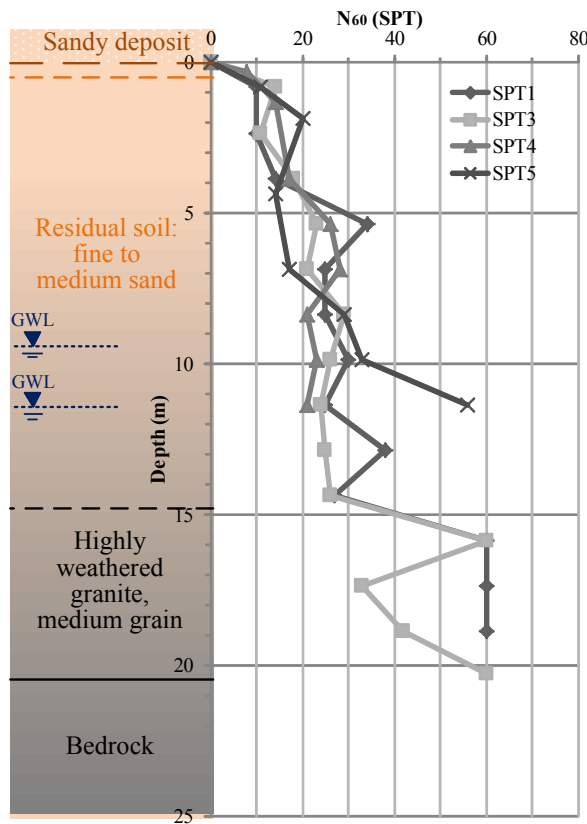 N60 (SPT)
0 20 40 60 80
Sandy deposit
0
SPT1
SPT3
SPT4
SPT5
5
Residual soil:
fine to
medium sand
GWL
10
GWL
Depth (m)
15
Highly
weathered
granite,
medium grain
20
Bedrock
25